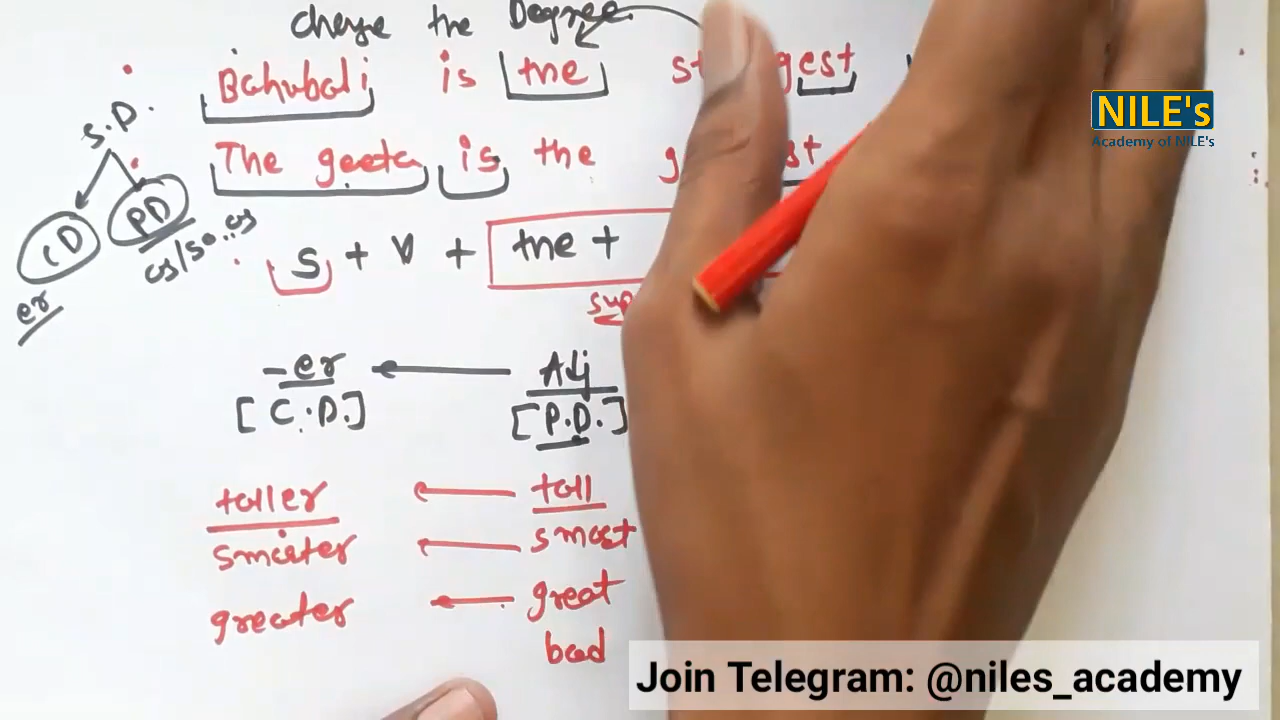 change the Degree.
Bahubali is the st gest
NILE's
Academy of NILE's
S.D.
The geeta is the g st
CD PD
as/so..as
er
S + V + the +
sup
-er Adj
[C.D.] [P.D.]
taller tall
smarter smart
greater great
bad
Join Telegram: @niles_academy